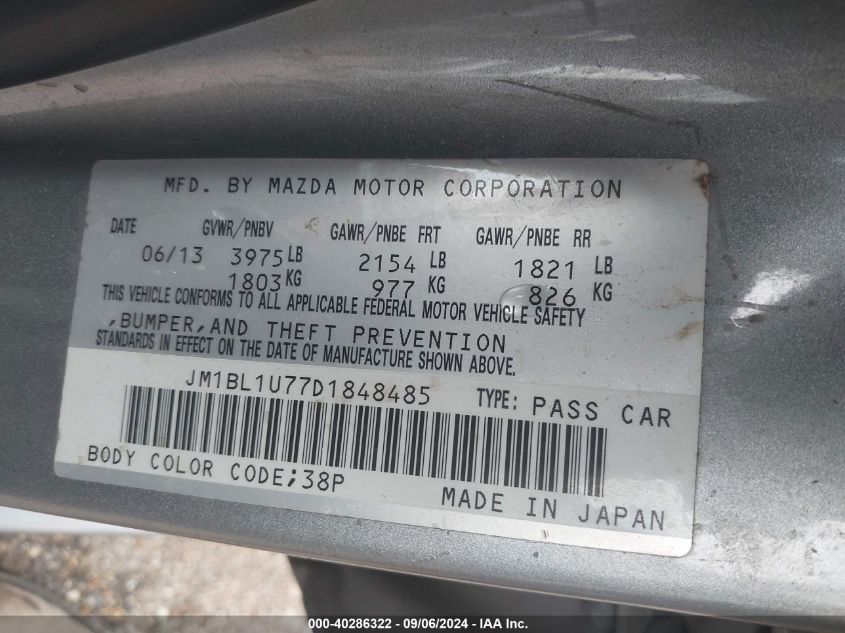 MFD. BY MAZDA MOTOR CORPORATION
DATE GVWR/PNBV GAWR/PNBE FRT GAWR/PNBE RR
06/13 3975 LB 2154 LB 1821 LB
1803 KG 977 KG 826 KG
THIS VEHICLE CONFORMS TO ALL APPLICABLE FEDERAL MOTOR VEHICLE SAFETY
,BUMPER,AND THEFT PREVENTION
STANDARDS IN EFFECT ON THE DATE OF MANUFACTURE SHOWN ABOVE.
JM1BL1U77D1848485 TYPE: PASS CAR
BODY COLOR CODE;38P
MADE IN JAPAN
000-40286322 - 09/06/2024 - IAA Inc.